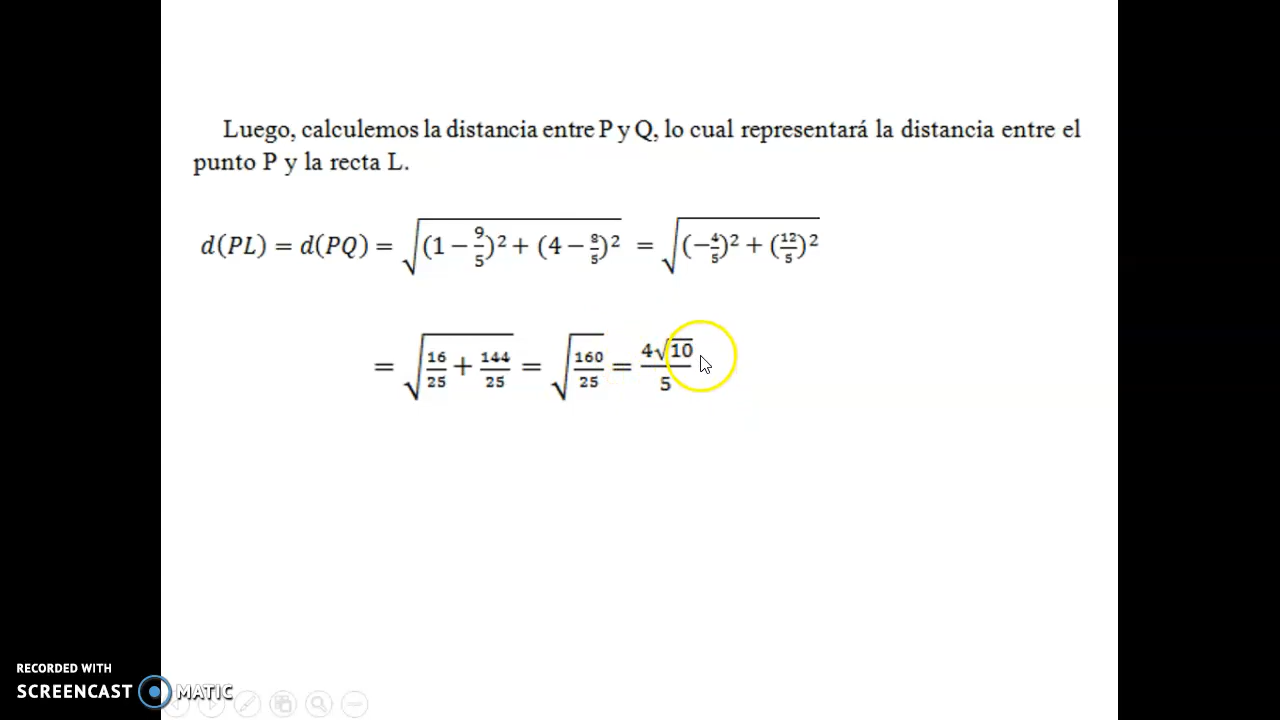 Luego, calculemos la distancia entre P y Q, lo cual representará la distancia entre el
punto P y la recta L.
d(PL) = d(PQ) = √((1 − 9/5)² + (4 − 8/5)²) = √((−4/5)² + (12/5)²)
= √(16/25 + 144/25) = √(160/25) = 4√10/5
RECORDED WITH
SCREENCAST MATIC